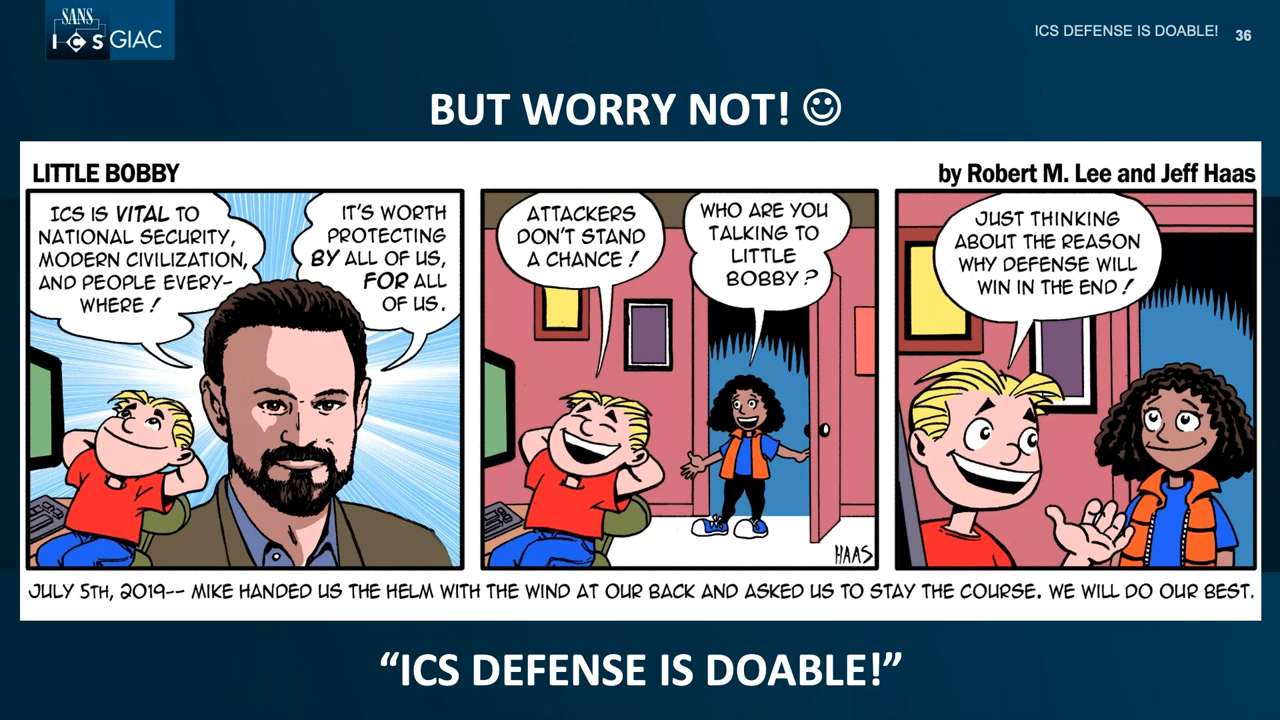 SANS
ICS GIAC
ICS DEFENSE IS DOABLE! 36
BUT WORRY NOT! ☺
LITTLE BOBBY
by Robert M. Lee and Jeff Haas
ICS IS VITAL TO
NATIONAL SECURITY,
MODERN CIVILIZATION,
AND PEOPLE EVERY-
WHERE!
IT'S WORTH
PROTECTING
BY ALL OF US,
FOR ALL
OF US.
ATTACKERS
DON'T STAND
A CHANCE!
WHO ARE YOU
TALKING TO
LITTLE
BOBBY?
HAAS
JUST THINKING
ABOUT THE REASON
WHY DEFENSE WILL
WIN IN THE END!
JULY 5TH, 2019-- MIKE HANDED US THE HELM WITH THE WIND AT OUR BACK AND ASKED US TO STAY THE COURSE. WE WILL DO OUR BEST.
“ICS DEFENSE IS DOABLE!”